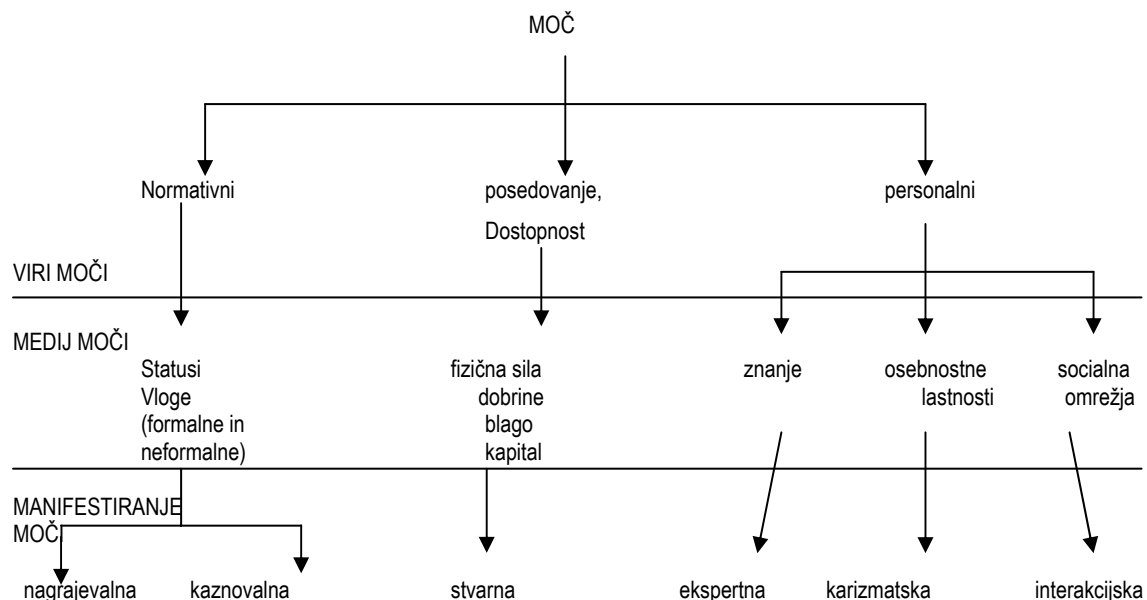 MOČ
Normativni posedovanje, personalni
Dostopnost
VIRI MOČI
MEDIJ MOČI
Statusi fizična sila znanje osebnostne socialna
Vloge dobrine lastnosti omrežja
(formalne in blago
neformalne) kapital
MANIFESTIRANJE
MOČ
nagrajevalna kaznovalna stvarna ekspertna karizmatska interakcijska